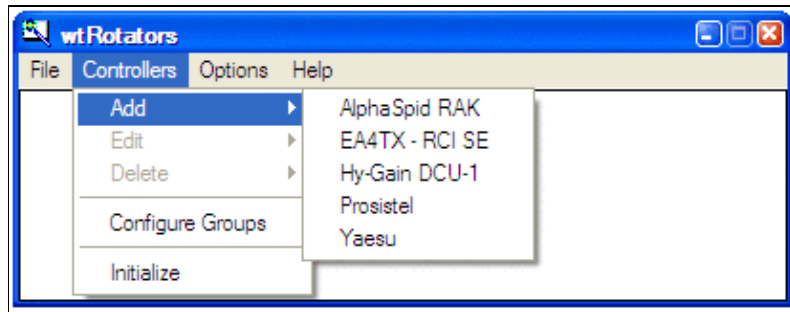 wtRotators
File Controllers Options Help
Add
Edit
Delete
Configure Groups
Initialize
AlphaSpid RAK
EA4TX - RCI SE
Hy-Gain DCU-1
Prosistel
Yaesu